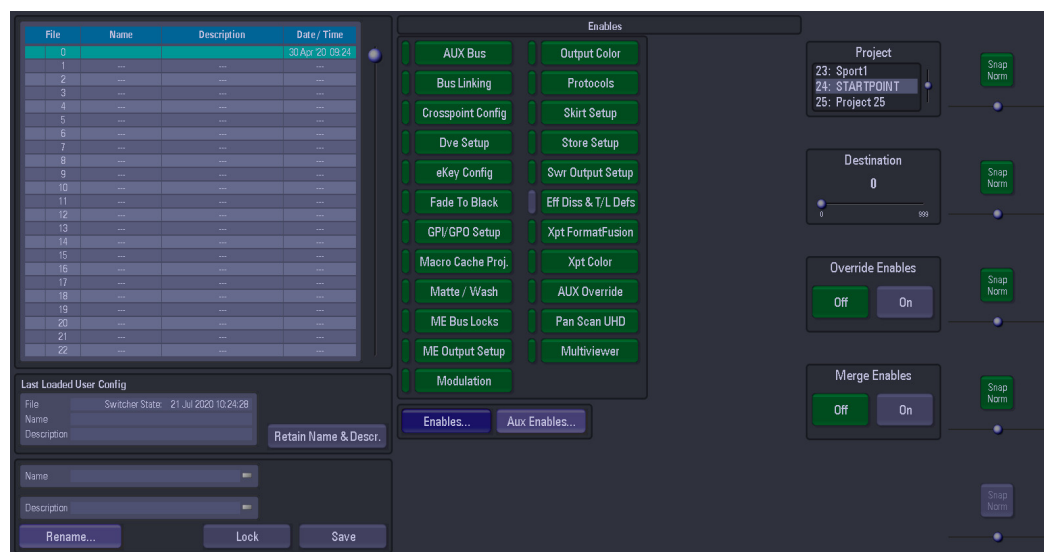 Enables
File Name Description Date/ Time
0 30 Apr '20 09:24
1 --- --- ---
2 --- --- ---
3 --- --- ---
4 --- --- ---
5 --- --- ---
6 --- --- ---
7 --- --- ---
8 --- --- ---
9 --- --- ---
10 --- --- ---
11 --- --- ---
12 --- --- ---
13 --- --- ---
14 --- --- ---
15 --- --- ---
16 --- --- ---
17 --- --- ---
18 --- --- ---
19 --- --- ---
20 --- --- ---
21 --- --- ---
22 --- --- ---
Last Loaded User Config
File Switcher State: 21 Jul 2020 10:24:28
Name
Description
Retain Name & Descr.
Name
Description
Rename... Lock Save
AUX Bus Output Color
Bus Linking Protocols
Crosspoint Config Skirt Setup
Dve Setup Store Setup
eKey Config Swr Output Setup
Fade To Black Eff Diss & T/L Defs
GPI/GPO Setup Xpt FormatFusion
Macro Cache Proj. Xpt Color
Matte / Wash AUX Override
ME Bus Locks Pan Scan UHD
ME Output Setup Multiviewer
Modulation
Enables... Aux Enables...
Project
23: Sport1
24: STARTPOINT
25: Project 25
Snap
Norm
Destination
0
0 999
Snap
Norm
Override Enables
Off On
Snap
Norm
Merge Enables
Off On
Snap
Norm
Snap
Norm